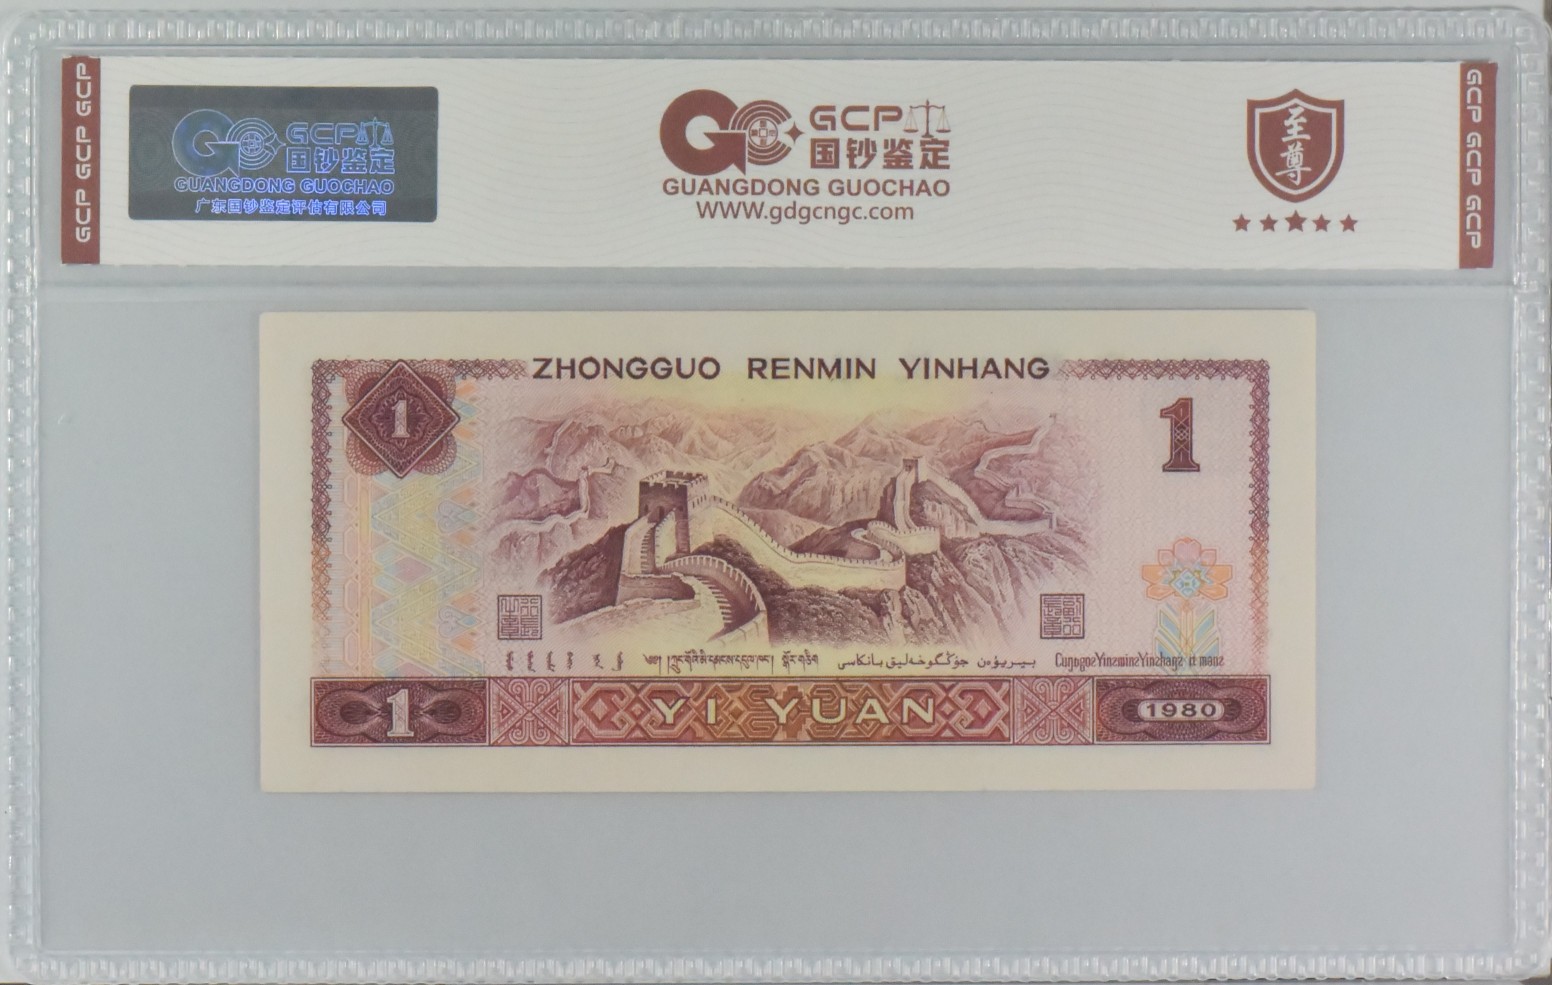 GCP GCP GCP
GCP
国钞鉴定
GUANGDONG GUOCHAO
广东国钞鉴定评估有限公司
GCP
国钞鉴定
GUANGDONG GUOCHAO
WWW.gdgcngc.com
至尊
GCP GCP GCP
ZHONGGUO RENMIN YINHANG
1
1
1
YI YUAN
1980